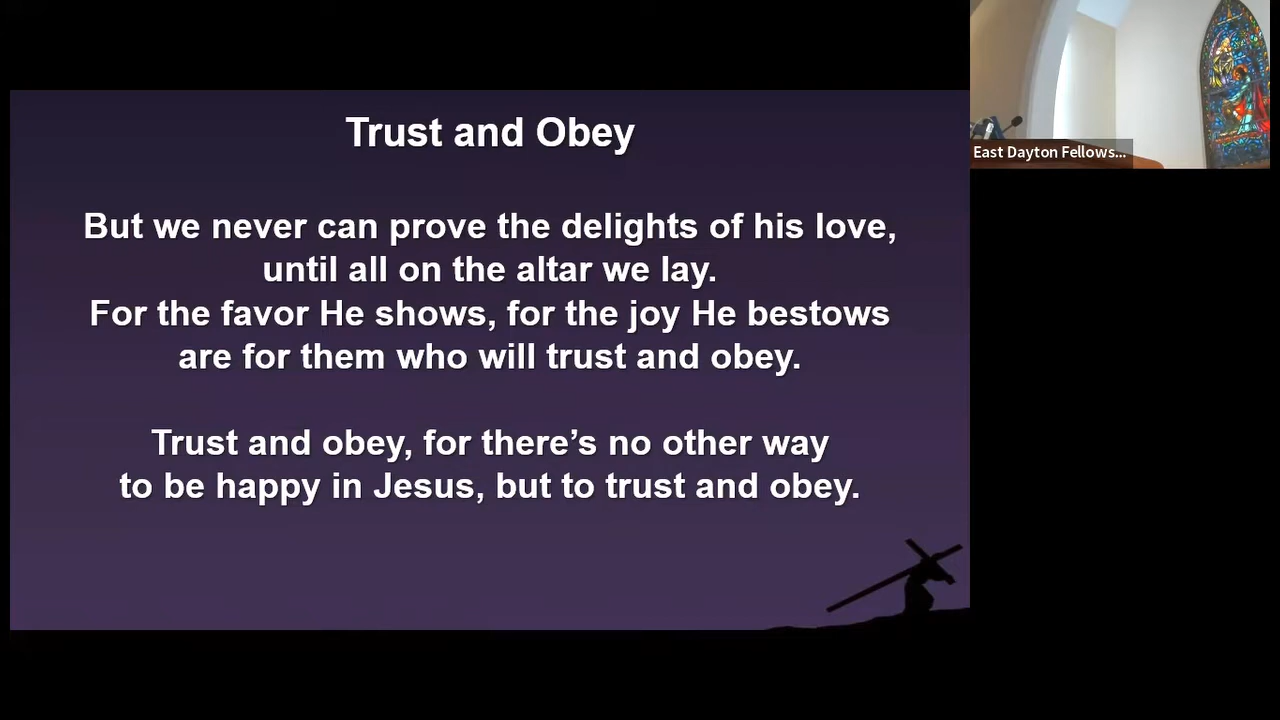 Trust and Obey
But we never can prove the delights of his love,
until all on the altar we lay.
For the favor He shows, for the joy He bestows
are for them who will trust and obey.
Trust and obey, for there’s no other way
to be happy in Jesus, but to trust and obey.
East Dayton Fellows...